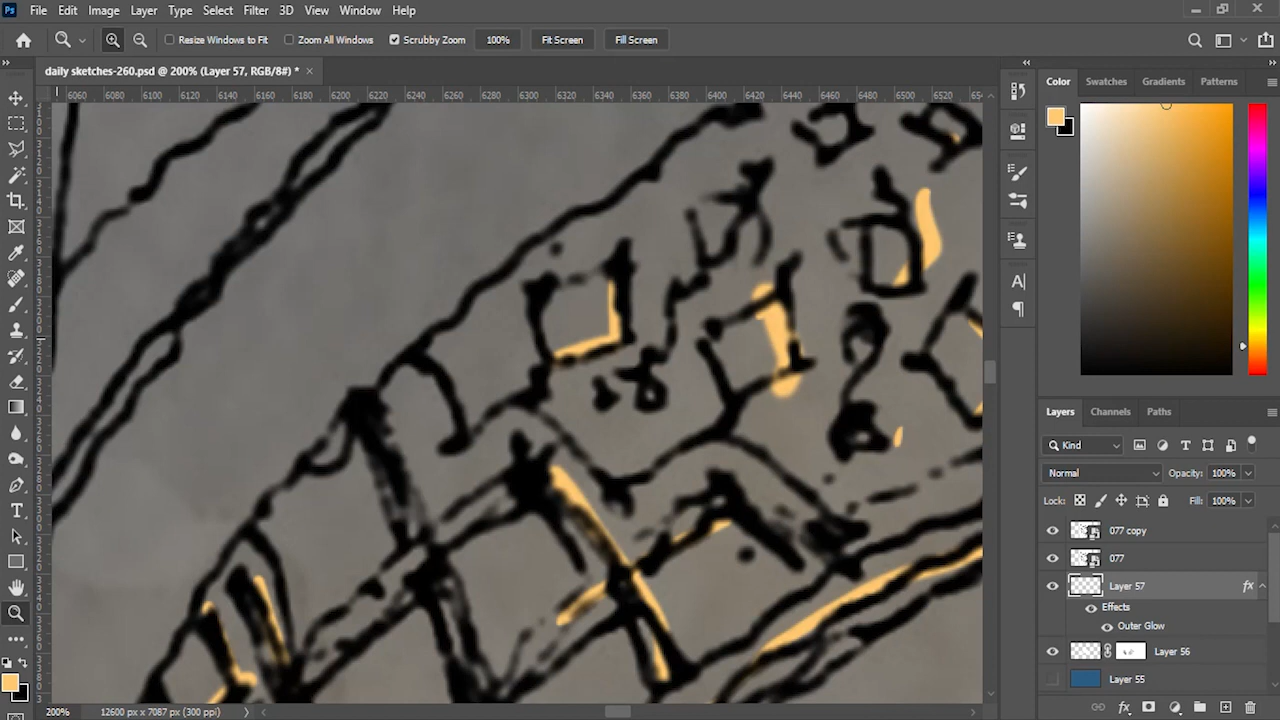 Ps File Edit Image Layer Type Select Filter 3D View Window Help
Resize Windows to Fit Zoom All Windows Scrubby Zoom 100% Fit Screen Fill Screen
daily sketches-260.psd @ 200% (Layer 57, RGB/8#) * ×
6060 6080 6100 6120 6140 6160 6180 6200 6220 6240 6260 6280 6300 6320 6340 6360 6380 6400 6420 6440 6460 6480 6500 6520
Color Swatches Gradients Patterns
Layers Channels Paths
Kind
Normal Opacity: 100%
Lock: Fill: 100%
077 copy
077
Layer 57 fx
Effects
Outer Glow
Layer 56
Layer 55
200% 12600 px x 7087 px (300 ppi)